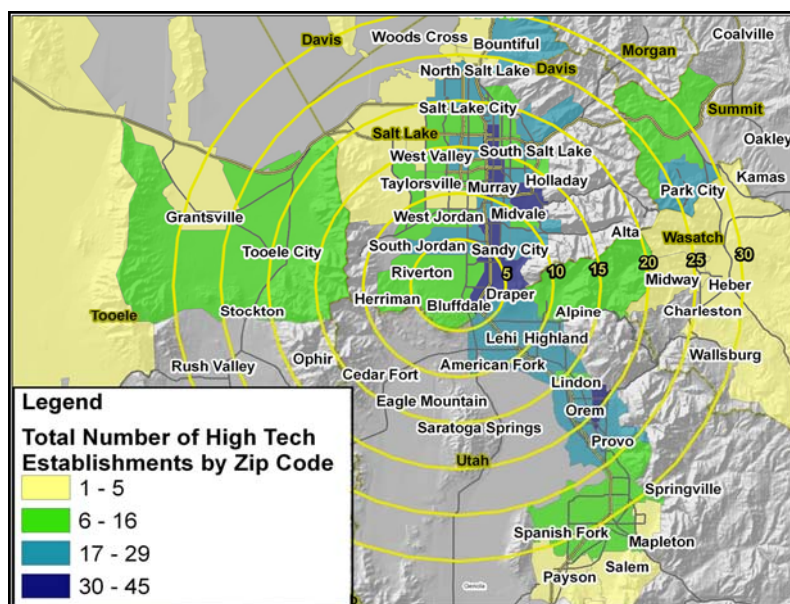 Davis
Woods Cross
Bountiful
Morgan
Coalville
North Salt Lake
Davis
Salt Lake City
Summit
Salt Lake
South Salt Lake
Oakley
West Valley
Taylorsville
Murray
Holladay
Kamas
Park City
Grantsville
West Jordan
Midvale
Alta
Wasatch
Tooele City
South Jordan
Sandy City
Riverton
5
10
15
20
25
30
Midway
Heber
Herriman
Bluffdale
Draper
Tooele
Stockton
Alpine
Charleston
Lehi
Highland
Wallsburg
Rush Valley
Ophir
American Fork
Cedar Fort
Lindon
Eagle Mountain
Orem
Saratoga Springs
Provo
Utah
Springville
Spanish Fork
Mapleton
Salem
Payson
Legend
Total Number of High Tech
Establishments by Zip Code
1 - 5
6 - 16
17 - 29
30 - 45